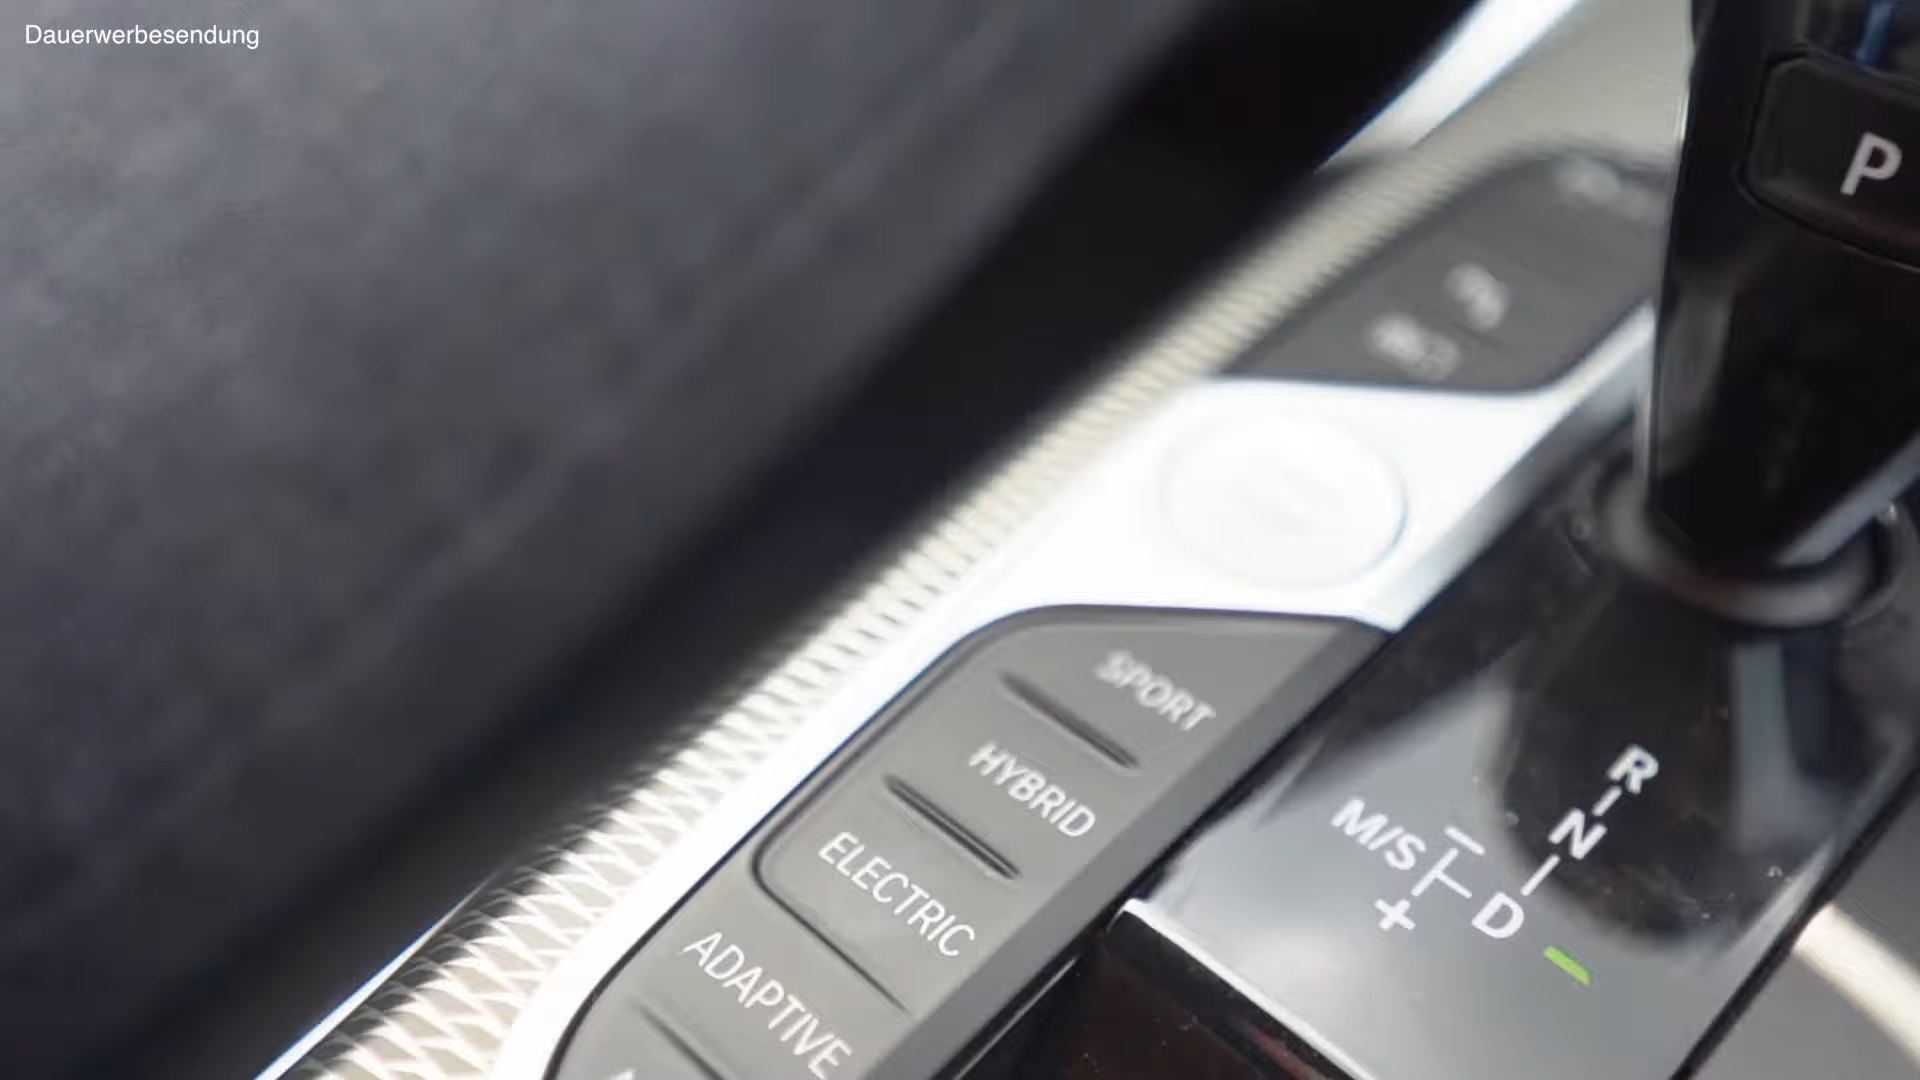 Dauerwerbesendung
P
SPORT
HYBRID
ELECTRIC
ADAPTIVE
R
N
M/S
D
+